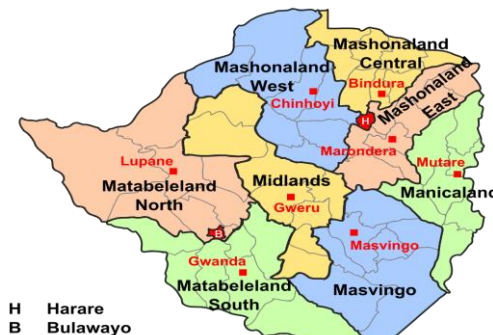 Mashonaland
Central
Bindura
Mashonaland
West
Chinhoyi
Mashonaland
East
H
Marondera
Lupane
Matabeleland
North
Midlands
Gweru
Mutare
Manicaland
B
Masvingo
Gwanda
Matabeleland
South
Masvingo
H Harare
B Bulawayo